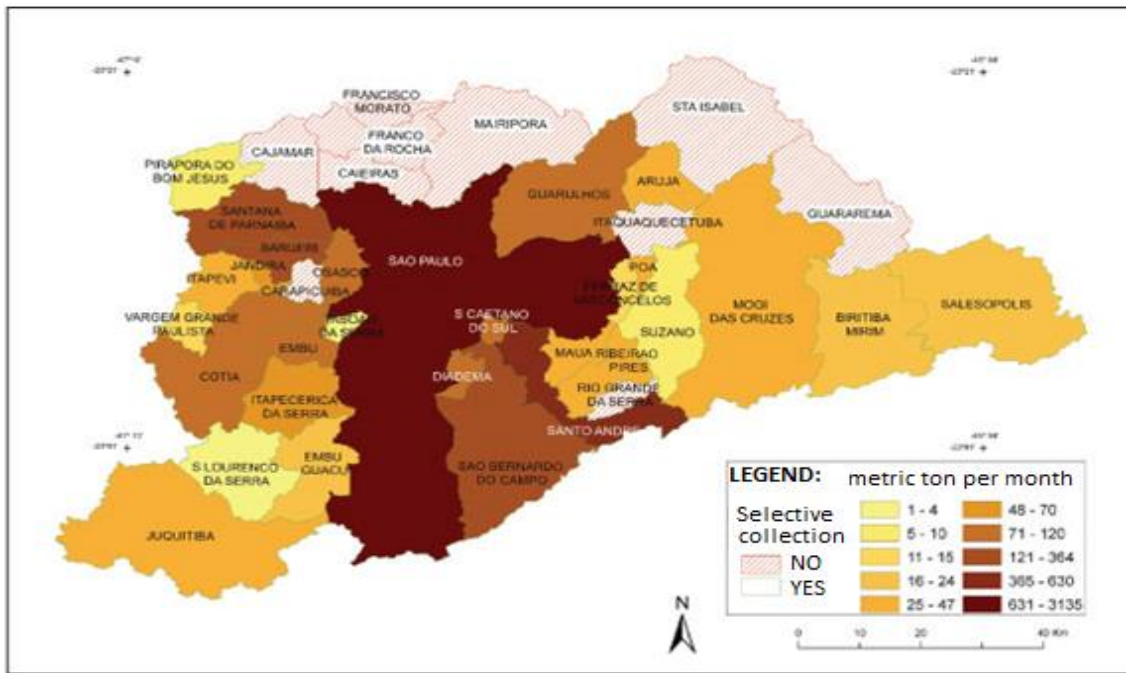 FRANCISCO
MORATO
MAIRIPORA
STA ISABEL
FRANCO
DA ROCHA
CAJAMAR
CAIEIRAS
PIRAPORA DO
BOM JESUS
GUARULHOS
ARUJA
GUARAREMA
SANTANA
DE PARNAIBA
ITAQUAQUECETUBA
BARUERI
SAO PAULO
JANDIRA
OSASCO
ITAPEVI
CARAPICUIBA
POA
FERRAZ DE
VASCONCELOS
MOGI
DAS CRUZES
SALESOPOLIS
BIRITIBA
MIRIM
VARGEM GRANDE
PAULISTA
DA SERRA
S CAETANO
DO SUL
SUZANO
EMBU
MAUA
RIBEIRAO
PIRES
COTIA
DIADEMA
RIO GRANDE
DA SERRA
ITAPECERICA
DA SERRA
SANTO ANDRE
S LOURENCO
DA SERRA
EMBU
GUACU
SAO BERNARDO
DO CAMPO
JUQUITIBA
LEGEND: metric ton per month
Selective
collection
NO
YES
1 - 4
5 - 10
11 - 15
16 - 24
25 - 47
48 - 70
71 - 120
121 - 364
365 - 630
631 - 3135
N
0 10 20 40 Km